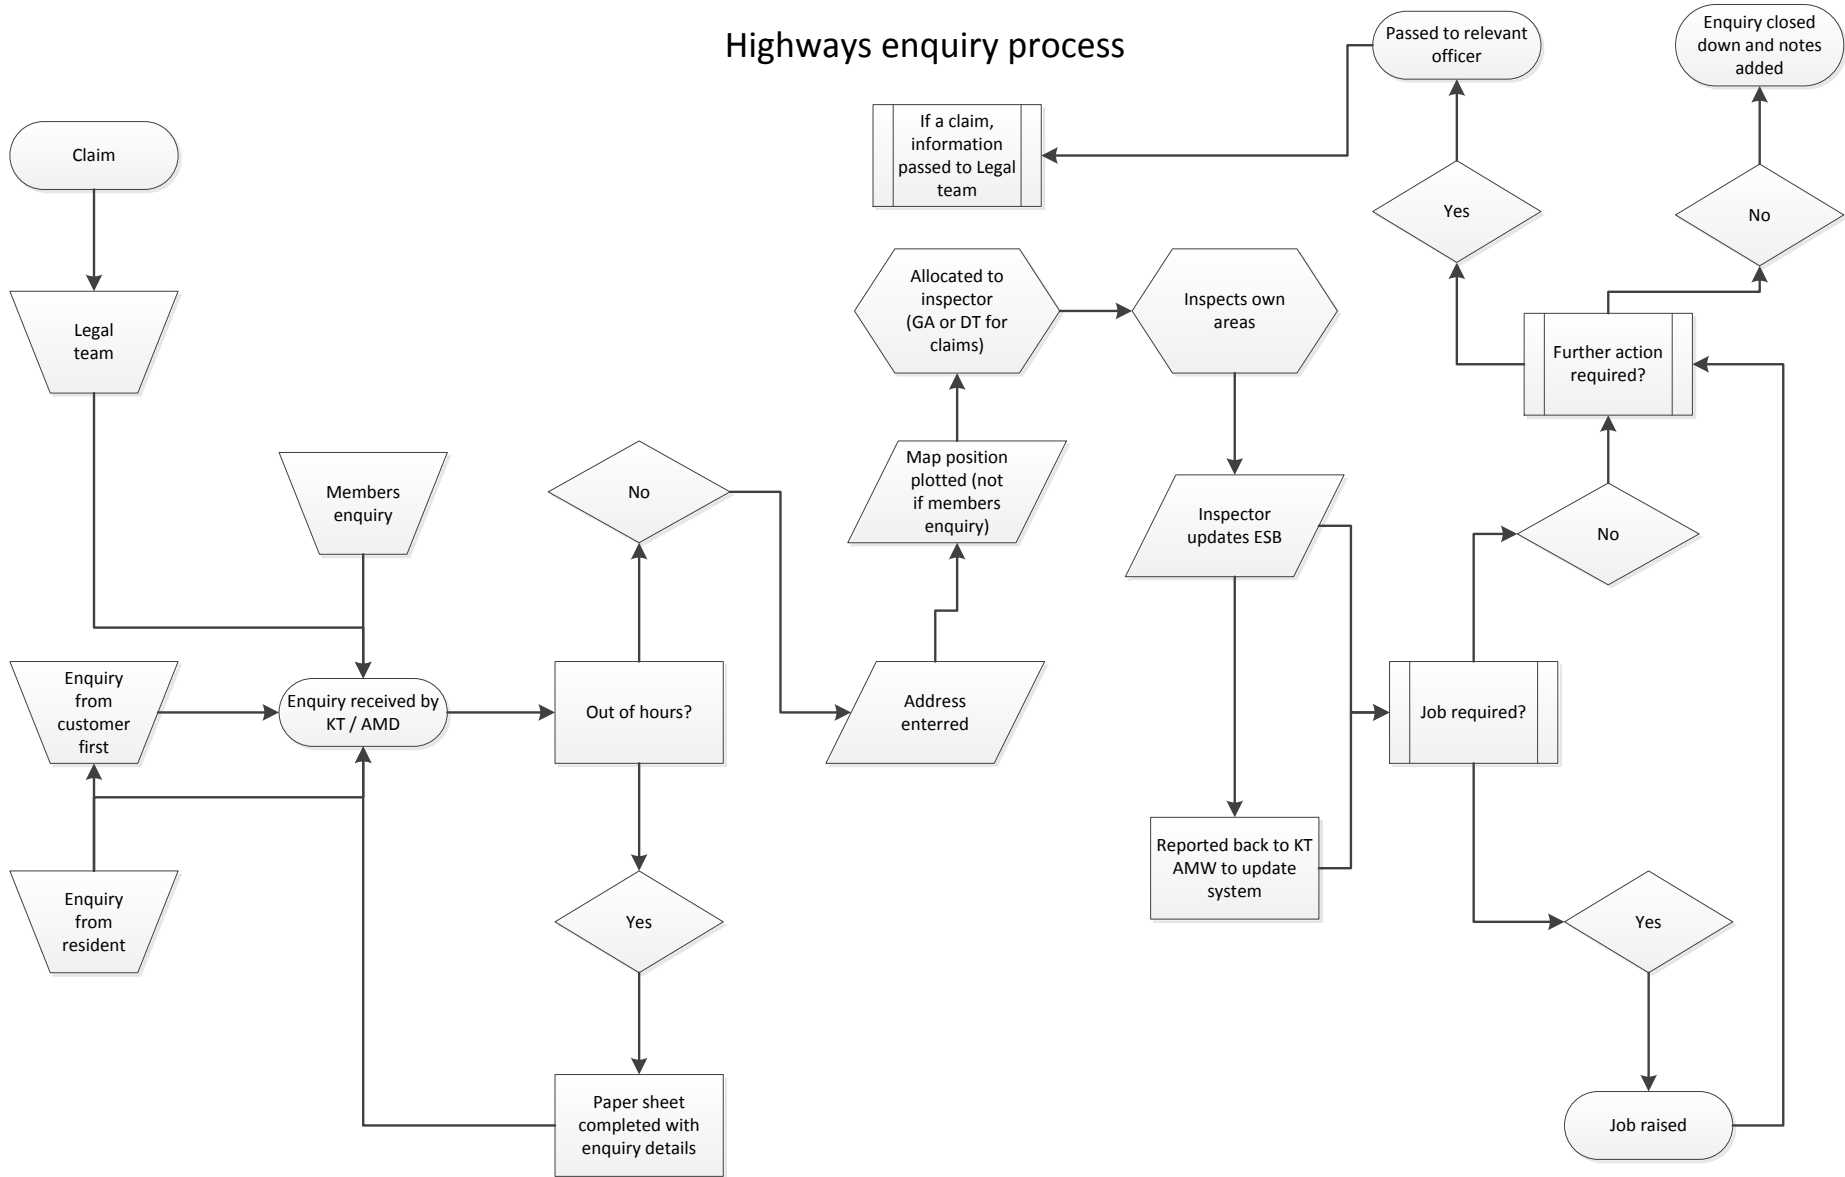 Highways enquiry process
Claim
Legal
team
Members
enquiry
Enquiry
from
customer
first
Enquiry
from
resident
Enquiry received by
KT / AMD
Out of hours?
No
Yes
Paper sheet
completed with
enquiry details
Address
enterred
Map position
plotted (not
if members
enquiry)
Allocated to
inspector
(GA or DT for
claims)
Inspects own
areas
Inspector
updates ESB
Reported back to KT
AMW to update
system
Job required?
No
Yes
Job raised
Further action
required?
Yes
No
Passed to relevant
officer
Enquiry closed
down and notes
added
If a claim,
information
passed to Legal
team